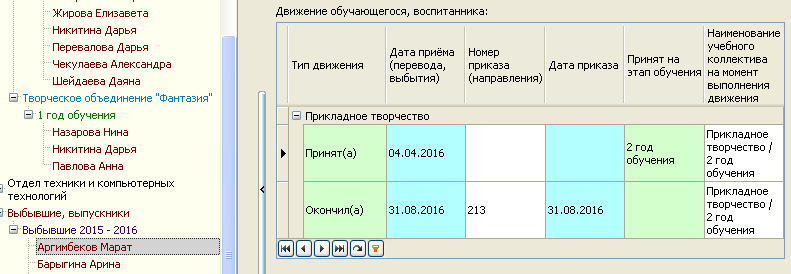 Жирова Елизавета
Никитина Дарья
Перевалова Дарья
Чекулаева Александра
Шейдаева Даяна
Творческое объединение "Фантазия"
1 год обучения
Назарова Нина
Никитина Дарья
Павлова Анна
Отдел техники и компьютерных
технологий
Выбывшие, выпускники
Выбывшие 2015 - 2016
Аргимбеков Марат
Барыгина Арина
Движение обучающегося, воспитанника:
Тип движения
Дата приёма
(перевода,
выбытия)
Номер
приказа
(направления)
Дата приказа
Принят на
этап обучения
Наименование
учебного
коллектива
на момент
выполнения
движения
Прикладное творчество
Принят(а)
04.04.2016
2 год
обучения
Прикладное
творчество /
2 год
обучения
Окончил(а)
31.08.2016
213
31.08.2016
Прикладное
творчество /
2 год
обучения